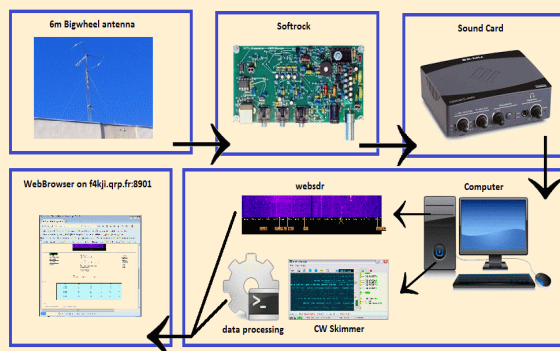 6m Bigwheel antenna
Softrock
Sound Card
WebBrowser on f4kji.qrp.fr:8901
websdr
Computer
data processing
CW Skimmer